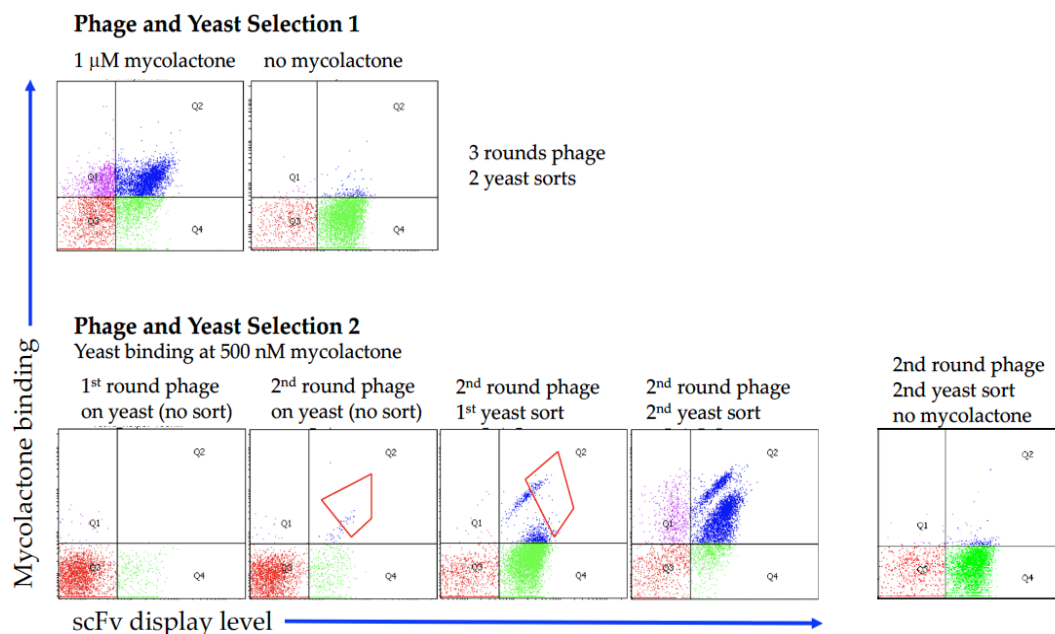 Phage and Yeast Selection 1
1 μM mycolactone
no mycolactone
Q2
Q1
Q3
Q4
Q2
Q1
Q3
Q4
3 rounds phage
2 yeast sorts
Mycolactone binding
Phage and Yeast Selection 2
Yeast binding at 500 nM mycolactone
1st round phage
on yeast (no sort)
2nd round phage
on yeast (no sort)
2nd round phage
1st yeast sort
2nd round phage
2nd yeast sort
2nd round phage
2nd yeast sort
no mycolactone
Q2
Q1
Q3
Q4
Q2
Q1
Q3
Q4
Q2
Q1
Q3
Q4
Q2
Q1
Q3
Q4
Q2
Q1
Q3
Q4
scFv display level